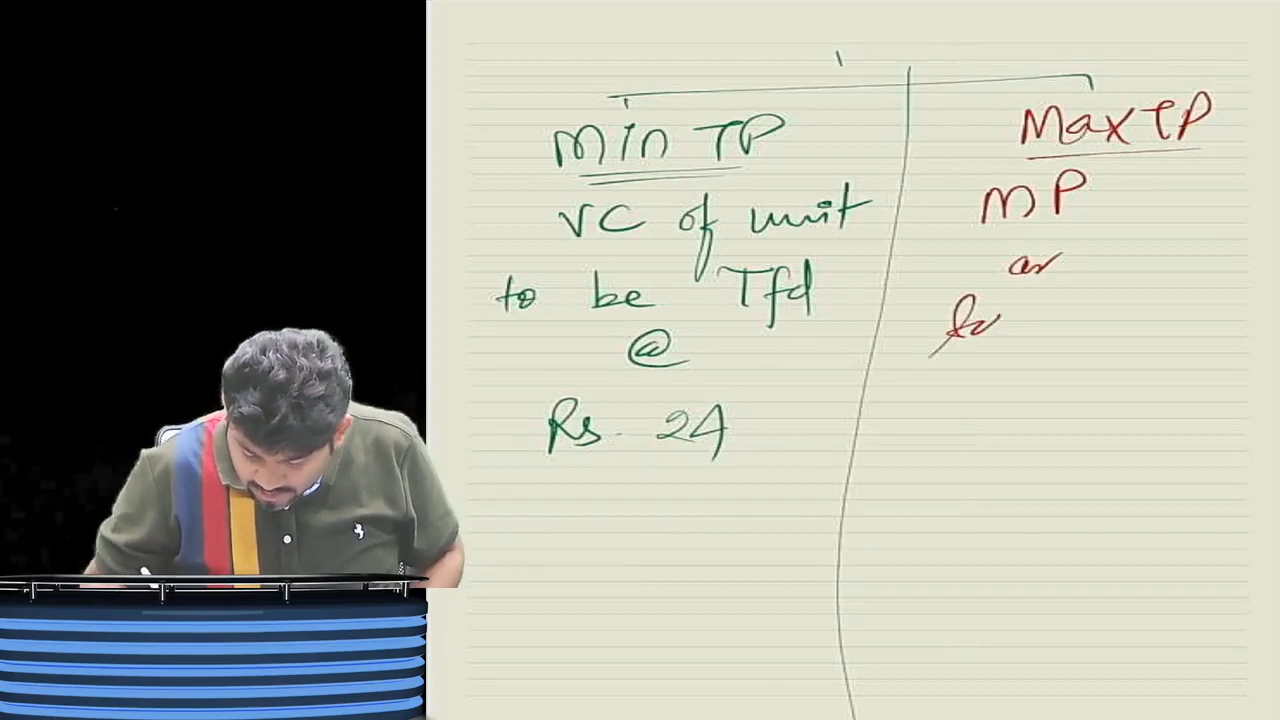 Min TP
VC of unit
to be Tfd
@
Rs. 24
Max TP
MP
or